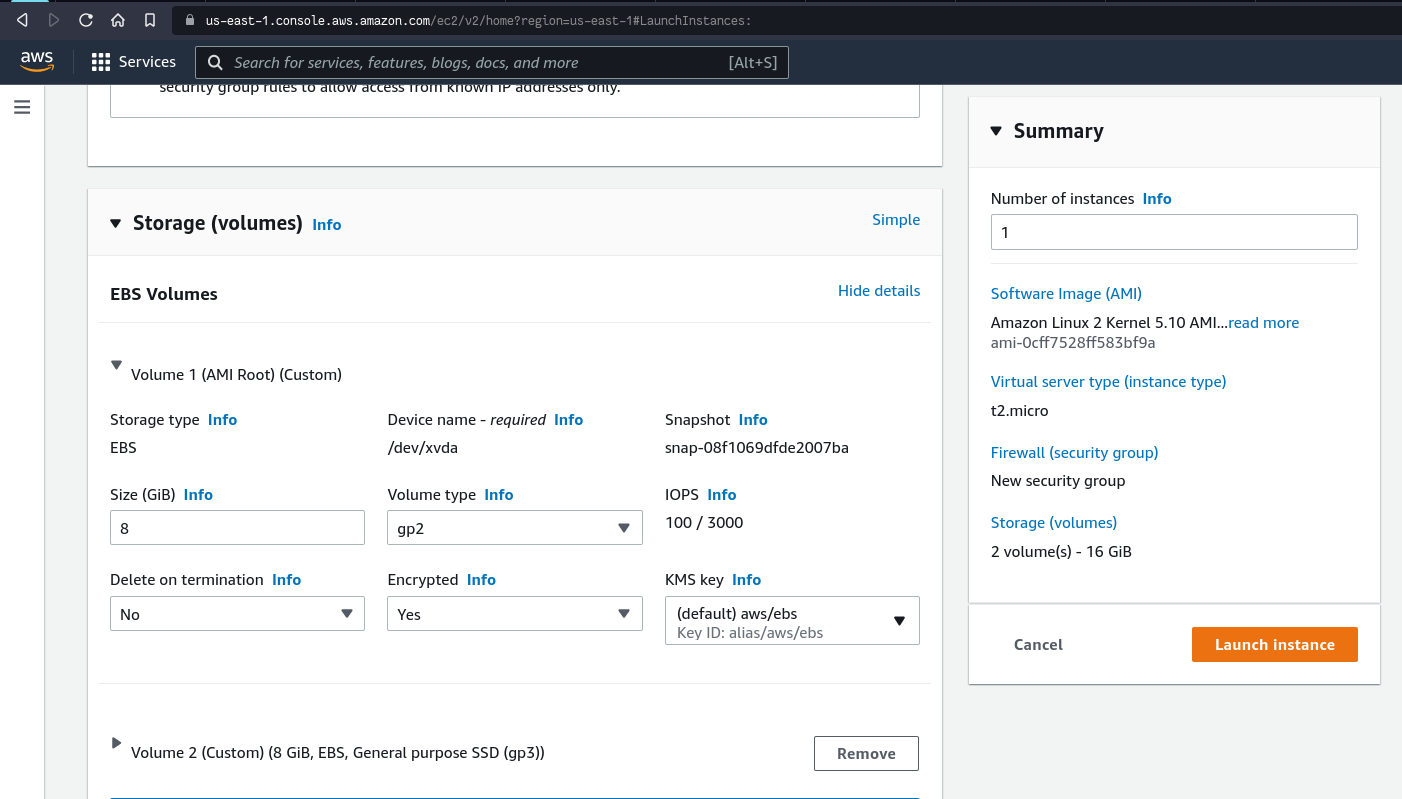 us-east-1.console.aws.amazon.com/ec2/v2/home?region=us-east-1#LaunchInstances:
aws
Services
Search for services, features, blogs, docs, and more
[Alt+S]
security group rules to allow access from known IP addresses only.
Storage (volumes) Info
Simple
EBS Volumes
Hide details
Volume 1 (AMI Root) (Custom)
Storage type Info
Device name - required Info
Snapshot Info
EBS
/dev/xvda
snap-08f1069dfde2007ba
Size (GiB) Info
Volume type Info
IOPS Info
8
gp2
100 / 3000
Delete on termination Info
Encrypted Info
KMS key Info
No
Yes
(default) aws/ebs
Key ID: alias/aws/ebs
Volume 2 (Custom) (8 GiB, EBS, General purpose SSD (gp3))
Remove
Summary
Number of instances Info
1
Software Image (AMI)
Amazon Linux 2 Kernel 5.10 AMI...read more
ami-0cff7528ff583bf9a
Virtual server type (instance type)
t2.micro
Firewall (security group)
New security group
Storage (volumes)
2 volume(s) - 16 GiB
Cancel
Launch instance